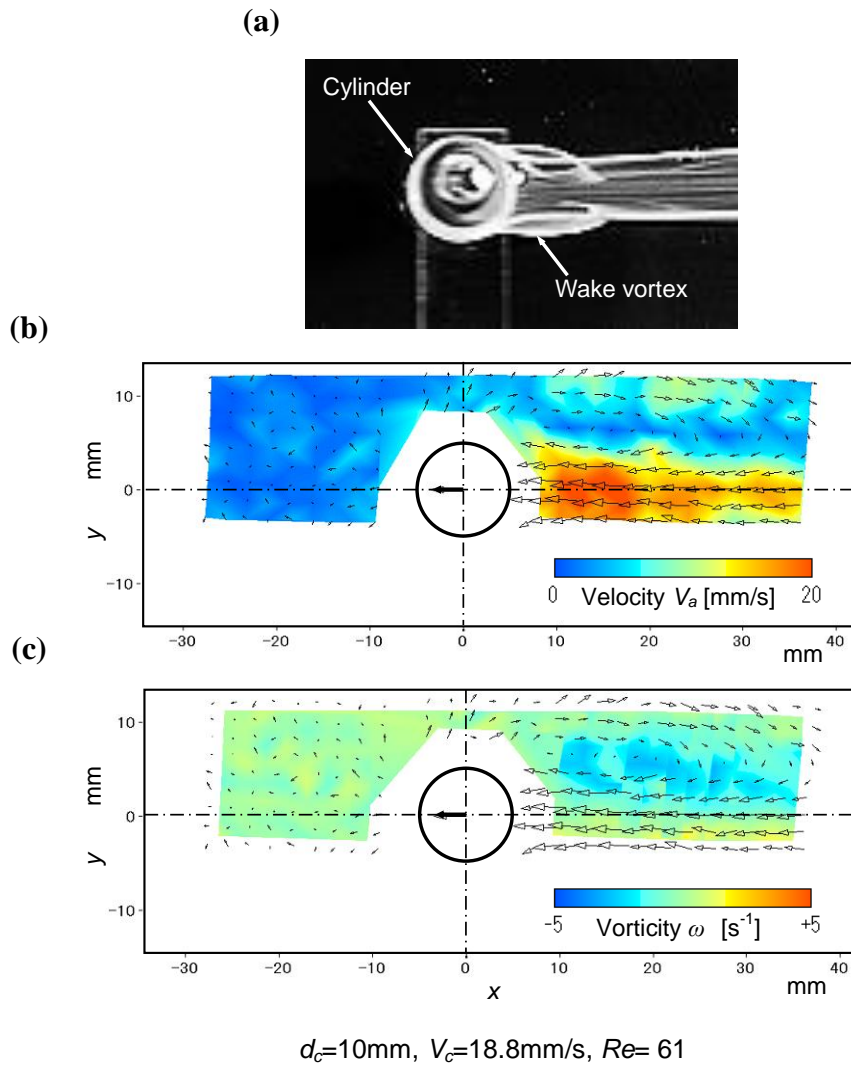 (a)
Cylinder
Wake vortex
(b)
10
0
-10
mm
y
0 Velocity Va [mm/s] 20
-30 -20 -10 0 10 20 30 40
mm
(c)
10
0
-10
mm
y
-5 Vorticity ω [s-1] +5
-30 -20 -10 0 10 20 30 40
x
mm
dc=10mm, Vc=18.8mm/s, Re= 61